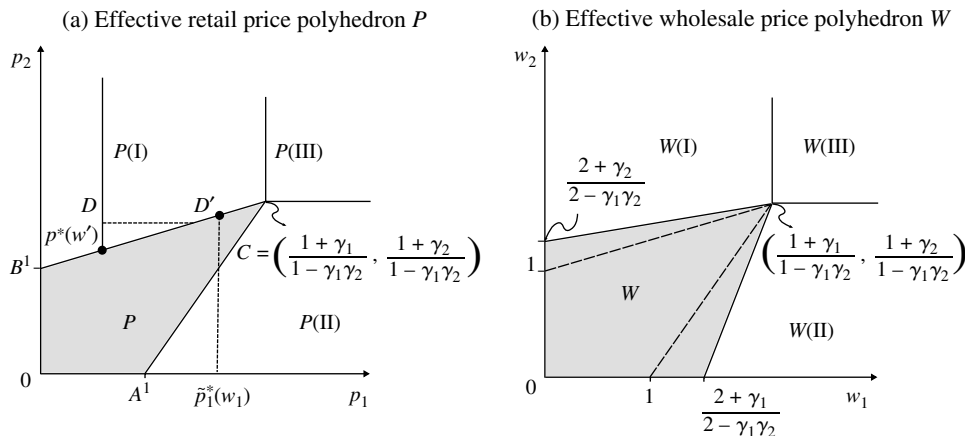 (a) Effective retail price polyhedron P
p₂
P(I)
P(III)
D
D′
p*(w′)
B¹
C = ( (1 + γ₁)/(1 − γ₁γ₂) , (1 + γ₂)/(1 − γ₁γ₂) )
P
P(II)
0
A¹
p̃₁*(w₁)
p₁
(b) Effective wholesale price polyhedron W
w₂
W(I)
W(III)
(2 + γ₂)/(2 − γ₁γ₂)
1
( (1 + γ₁)/(1 − γ₁γ₂) , (1 + γ₂)/(1 − γ₁γ₂) )
W
W(II)
0
1
(2 + γ₁)/(2 − γ₁γ₂)
w₁